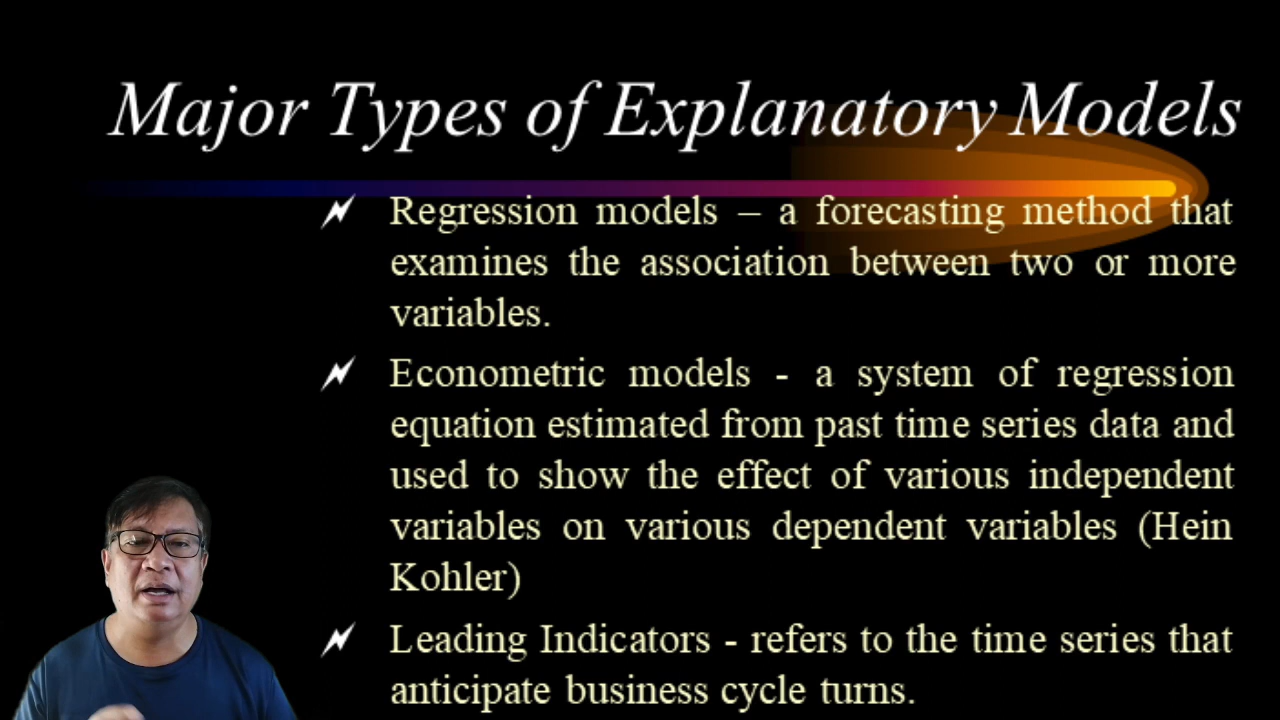 Major Types of Explanatory Models
Regression models – a forecasting method that
examines the association between two or more
variables.
Econometric models - a system of regression
equation estimated from past time series data and
used to show the effect of various independent
variables on various dependent variables (Hein
Kohler)
Leading Indicators - refers to the time series that
anticipate business cycle turns.